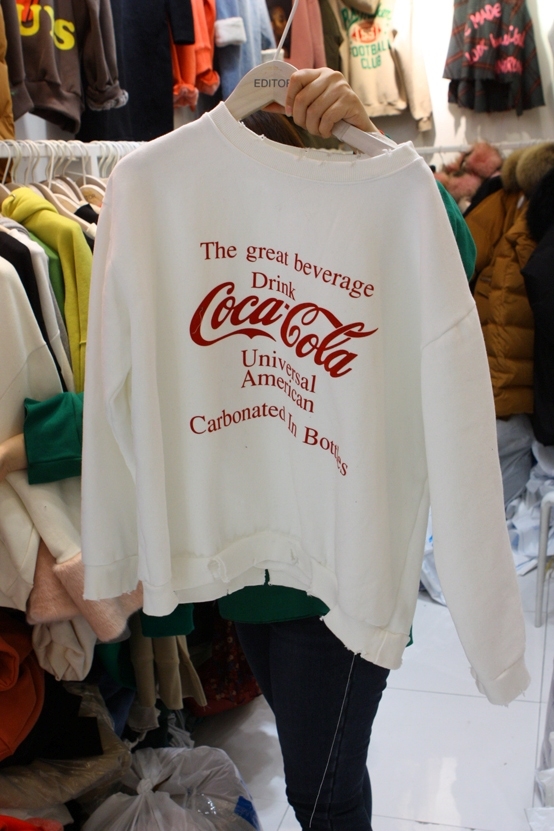 EDITOR
FOOTBALL
CLUB
MADE
The great beverage
Drink
Coca-Cola
Universal
American
Carbonated In Bottles